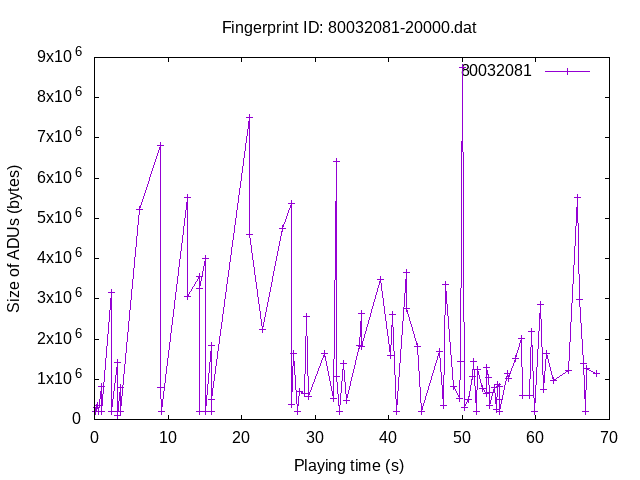 Fingerprint ID: 80032081-20000.dat
9x10^6
80032081
8x10^6
7x10^6
6x10^6
5x10^6
4x10^6
3x10^6
2x10^6
1x10^6
0
Size of ADUs (bytes)
0 10 20 30 40 50 60 70
Playing time (s)